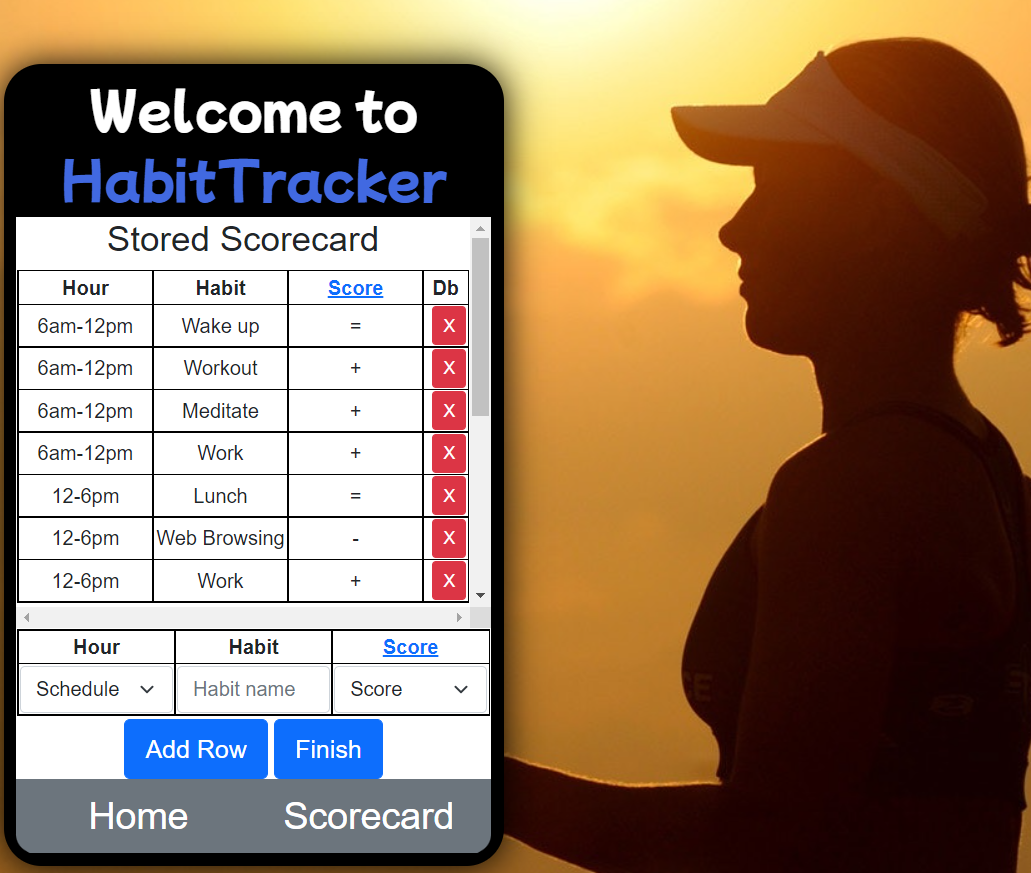 Welcome to
HabitTracker
Stored Scorecard
Hour Habit Score Db
6am-12pm Wake up = X
6am-12pm Workout + X
6am-12pm Meditate + X
6am-12pm Work + X
12-6pm Lunch = X
12-6pm Web Browsing - X
12-6pm Work + X
Hour Habit Score
Schedule Habit name Score
Add Row Finish
Home Scorecard